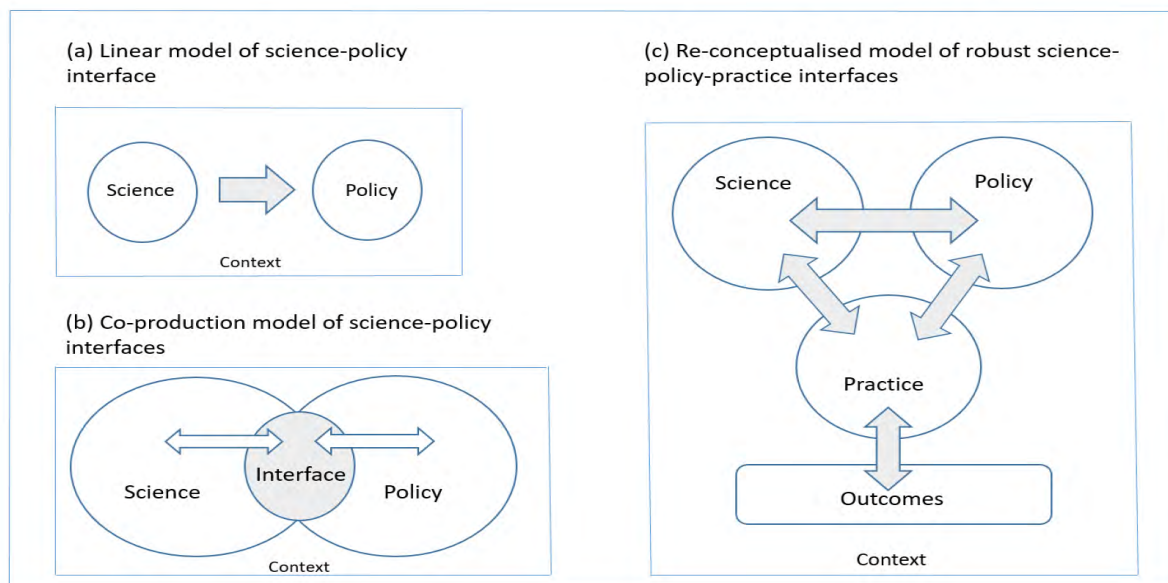 (a) Linear model of science-policy
interface
Science
Policy
Context
(b) Co-production model of science-policy
interfaces
Interface
Science
Policy
Context
(c) Re-conceptualised model of robust science-
policy-practice interfaces
Science
Policy
Practice
Outcomes
Context